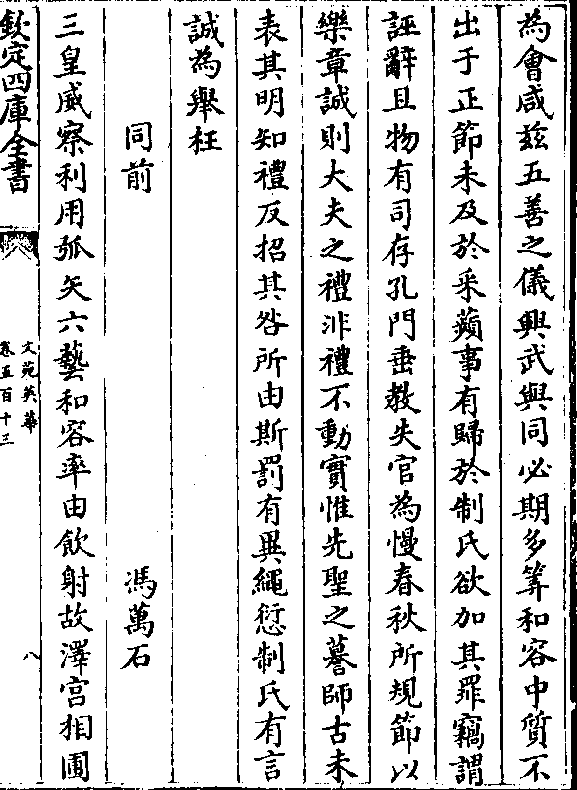 為會咸兹五善之儀興武與同必期多筭和容中質不
出于正節未及於采蘋事有歸於制氏欲加其罪竊謂
誣辭且物有司存孔門垂教失官為慢春秋所規節以
樂章誠則大夫之禮非禮不動實惟先聖之謩師古未
表其明知禮反招其咎所由斯罰有異繩愆制氏有言
誠為舉枉
同前 馮萬石
三皇威察利用弧矢六藝和容率由飲射故澤宫相圃
欽定四庫全書
文苑英華
卷五百十三
八